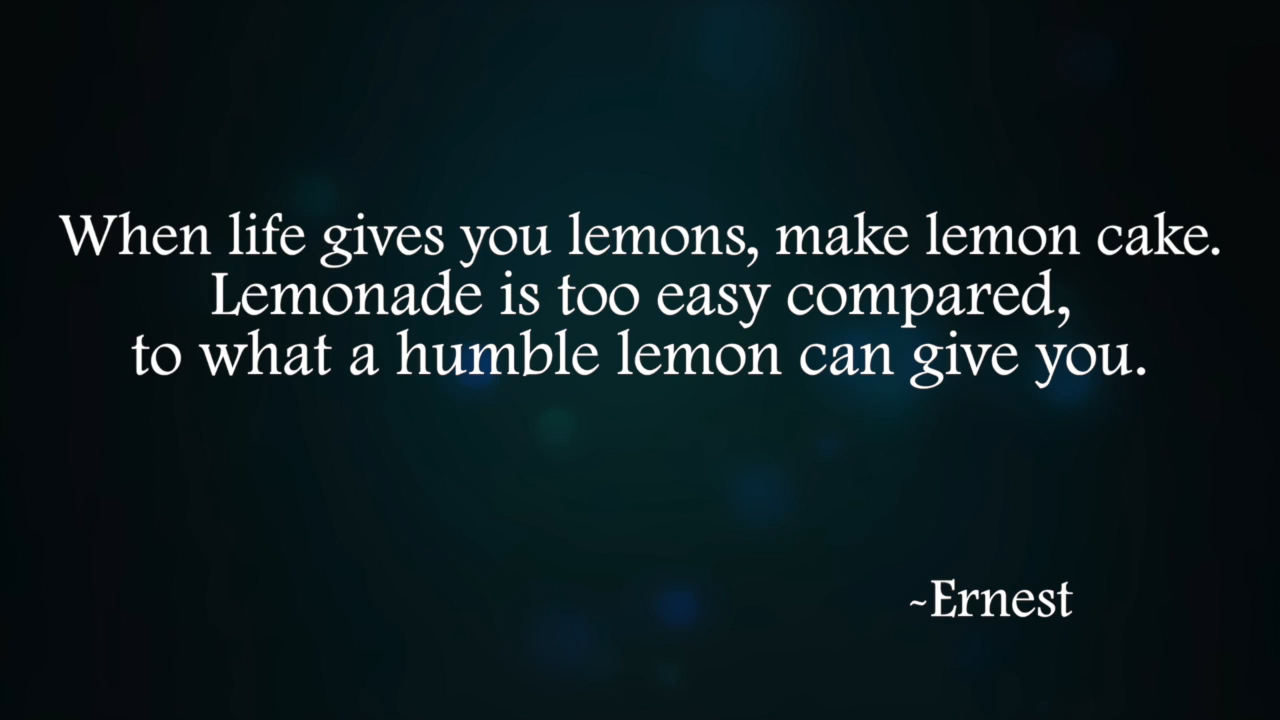 When life gives you lemons, make lemon cake.
Lemonade is too easy compared,
to what a humble lemon can give you.
~Ernest